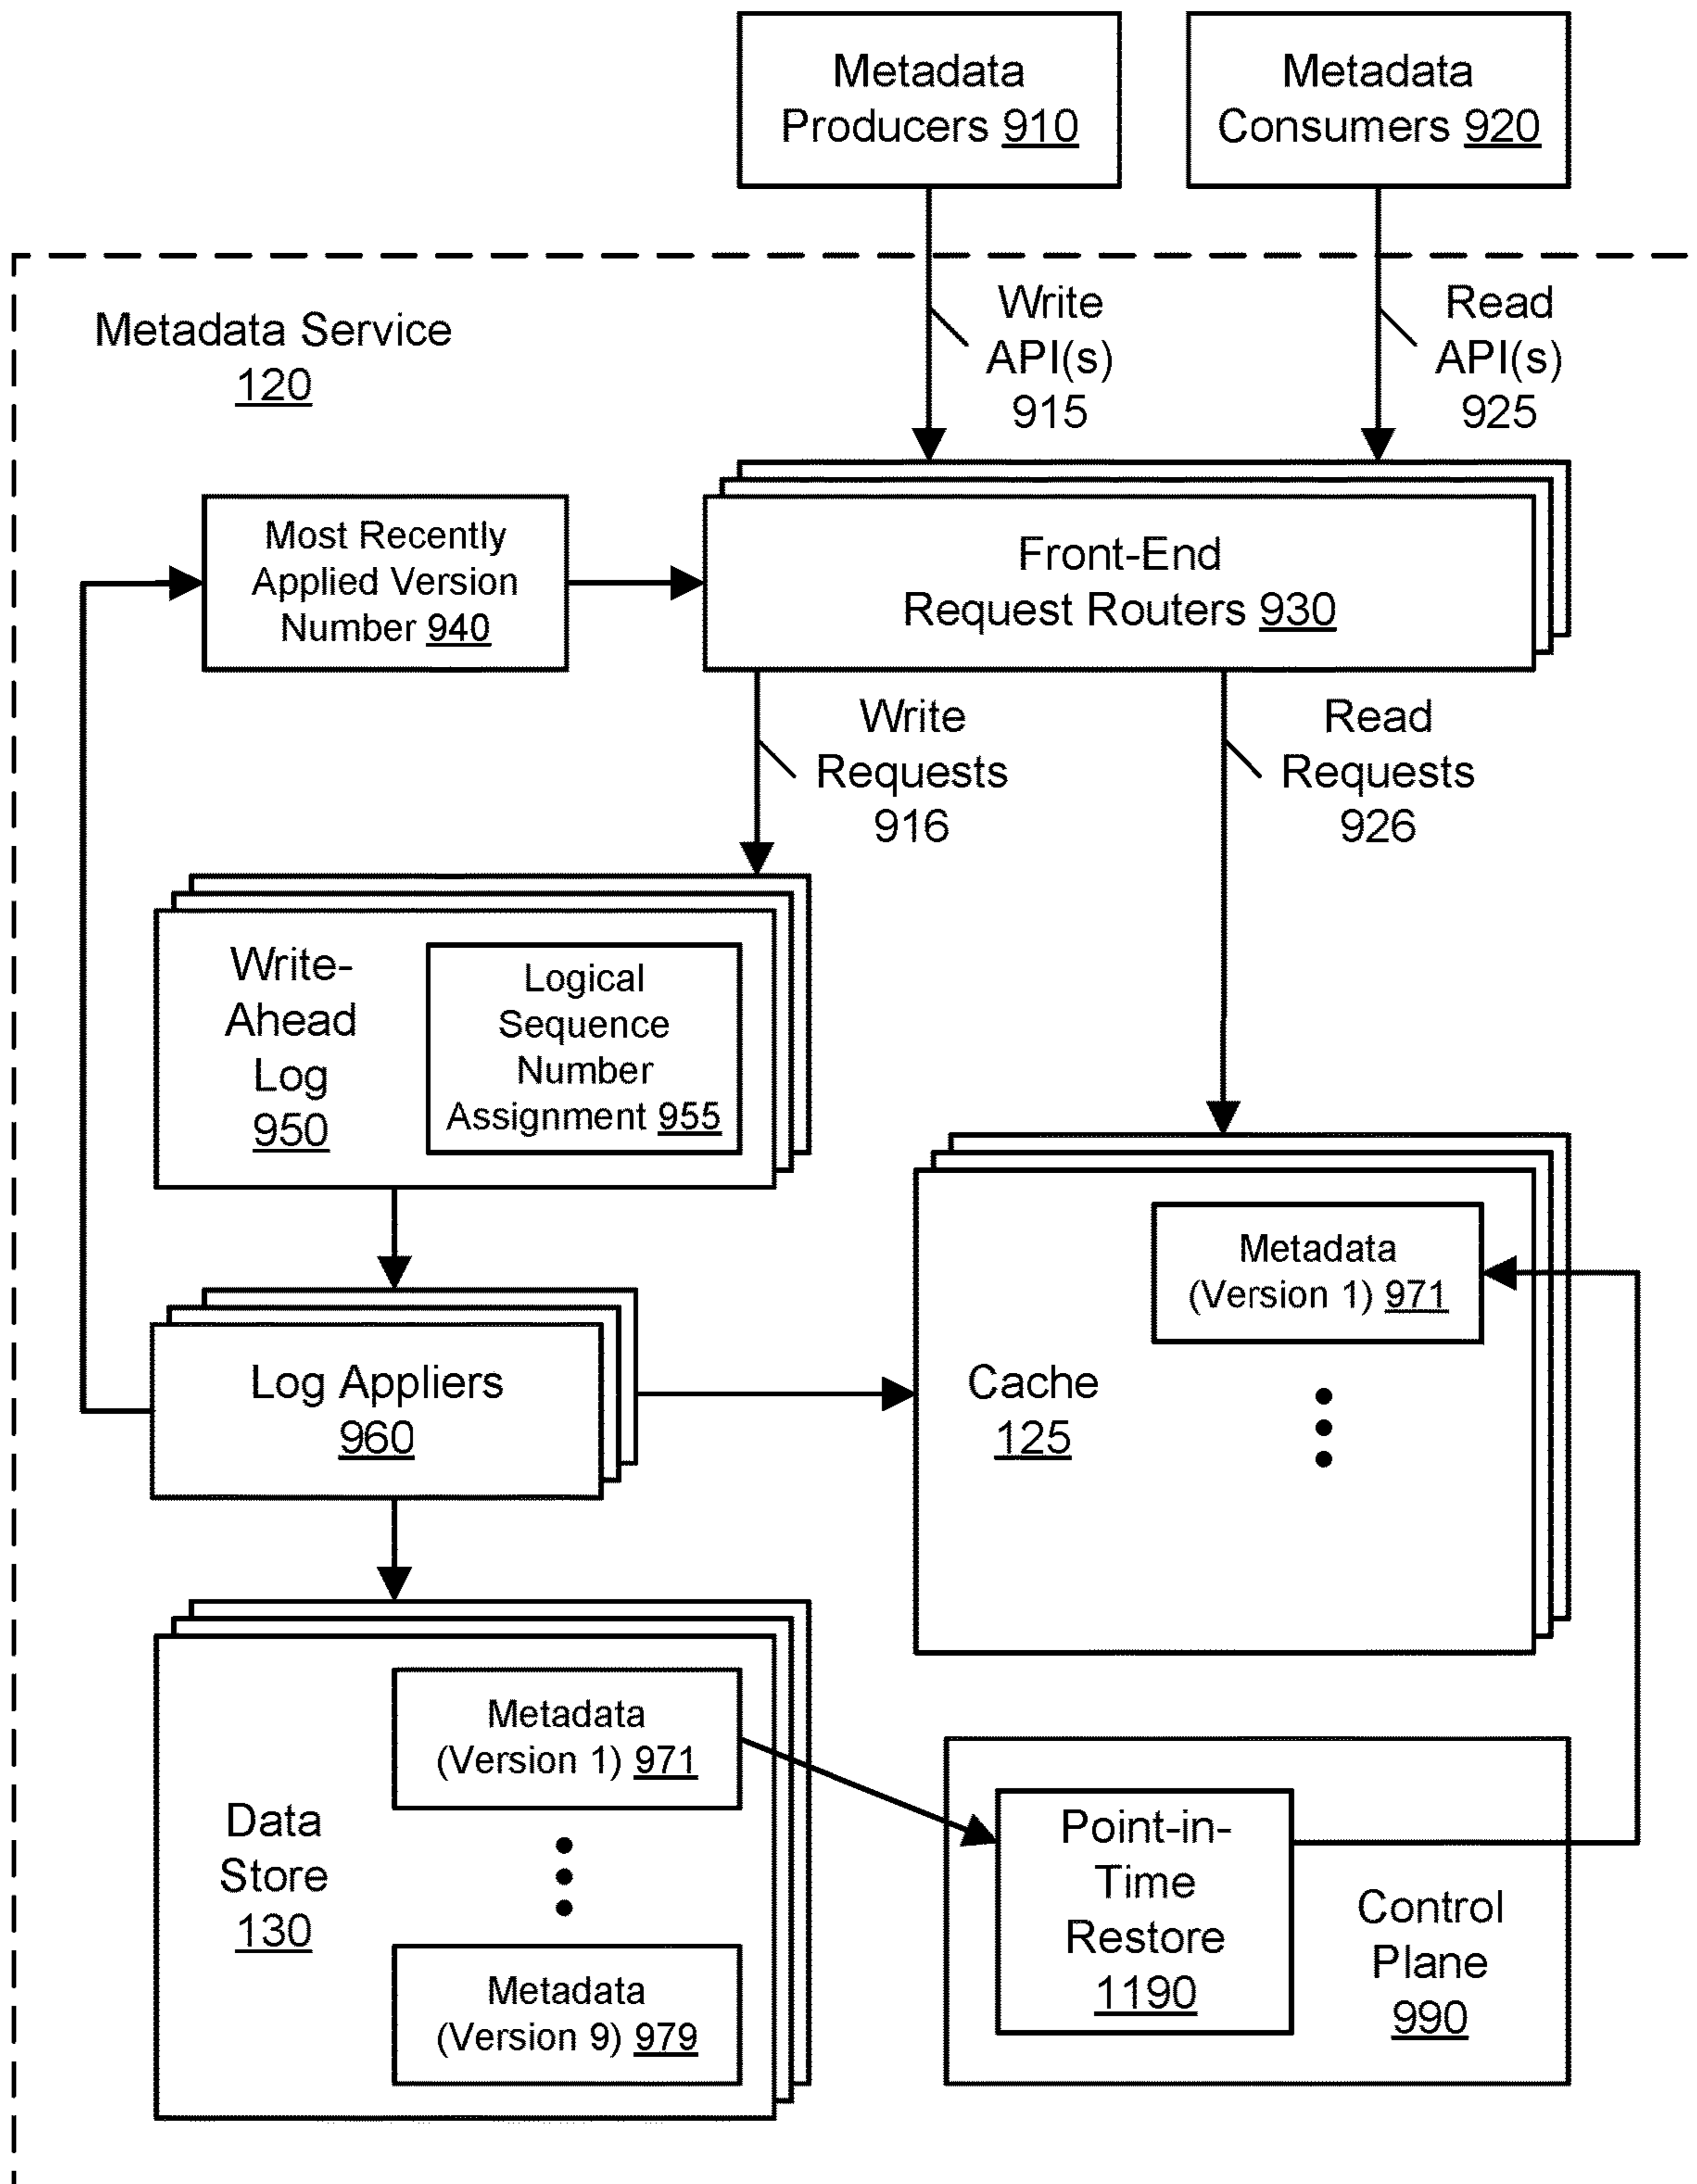 Metadata
Producers 910
Metadata
Consumers 920
Metadata Service
120
Write
API(s)
915
Read
API(s)
925
Most Recently
Applied Version
Number 940
Front-End
Request Routers 930
Write
Requests
916
Read
Requests
926
Write-
Ahead
Log
950
Logical
Sequence
Number
Assignment 955
Metadata
(Version 1) 971
Log Appliers
960
Cache
125
Metadata
(Version 1) 971
Data
Store
130
Metadata
(Version 9) 979
Point-in-
Time
Restore
1190
Control
Plane
990